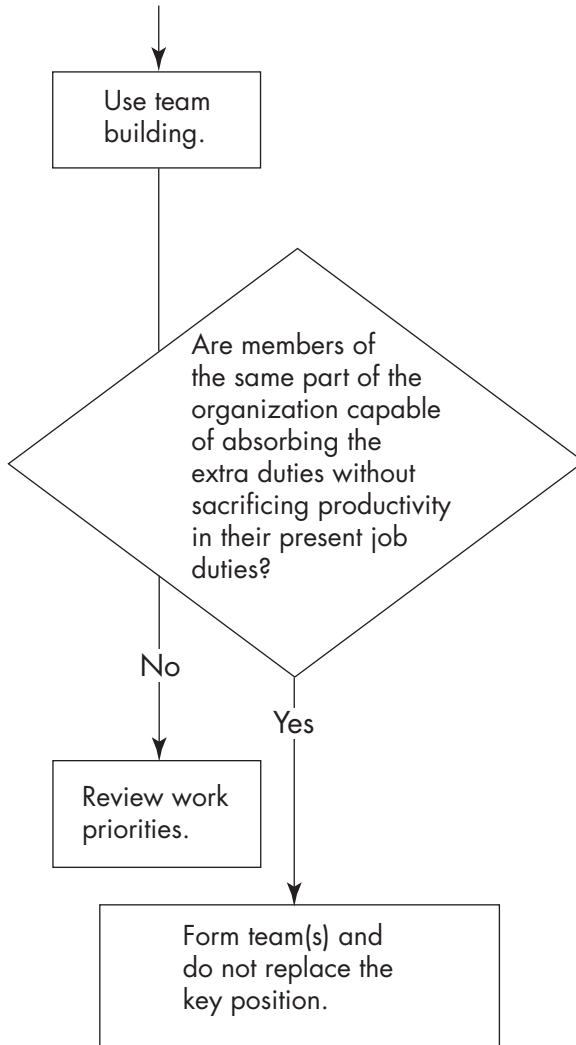 Use team
building.
Are members of
the same part of the
organization capable
of absorbing the
extra duties without
sacrificing productivity
in their present job
duties?
No
Yes
Review work
priorities.
Form team(s) and
do not replace the
key position.